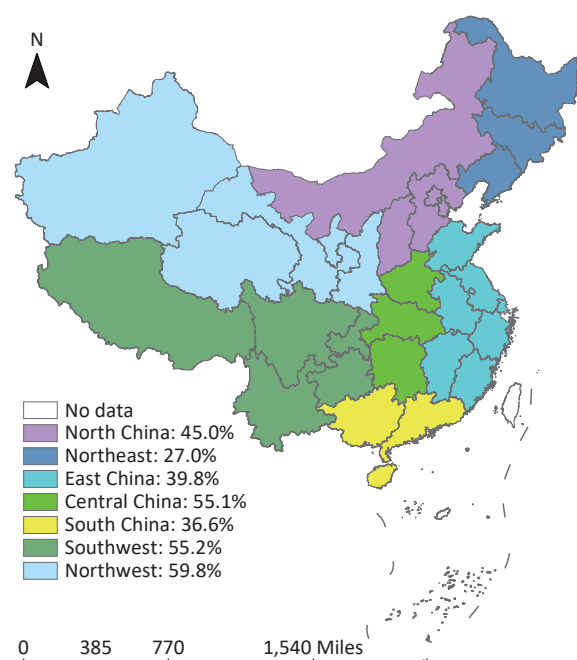 N
No data
North China: 45.0%
Northeast: 27.0%
East China: 39.8%
Central China: 55.1%
South China: 36.6%
Southwest: 55.2%
Northwest: 59.8%
0 385 770 1,540 Miles